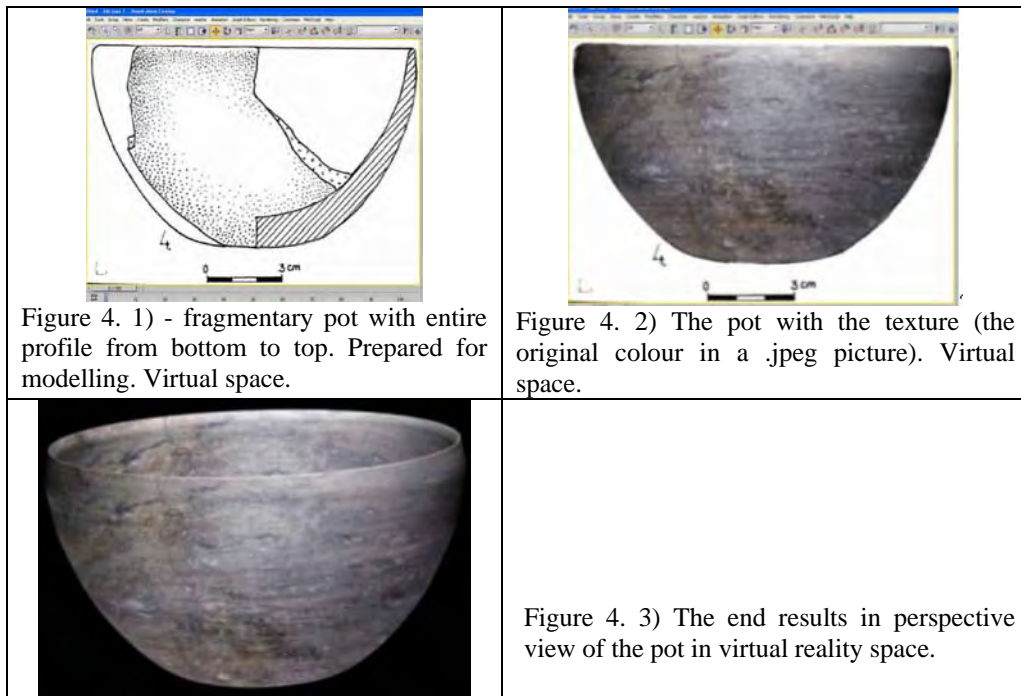 0 3 cm
Figure 4. 1) - fragmentary pot with entire
profile from bottom to top. Prepared for
modelling. Virtual space.
0 3 cm
Figure 4. 2) The pot with the texture (the
original colour in a .jpeg picture). Virtual
space.
Figure 4. 3) The end results in perspective
view of the pot in virtual reality space.